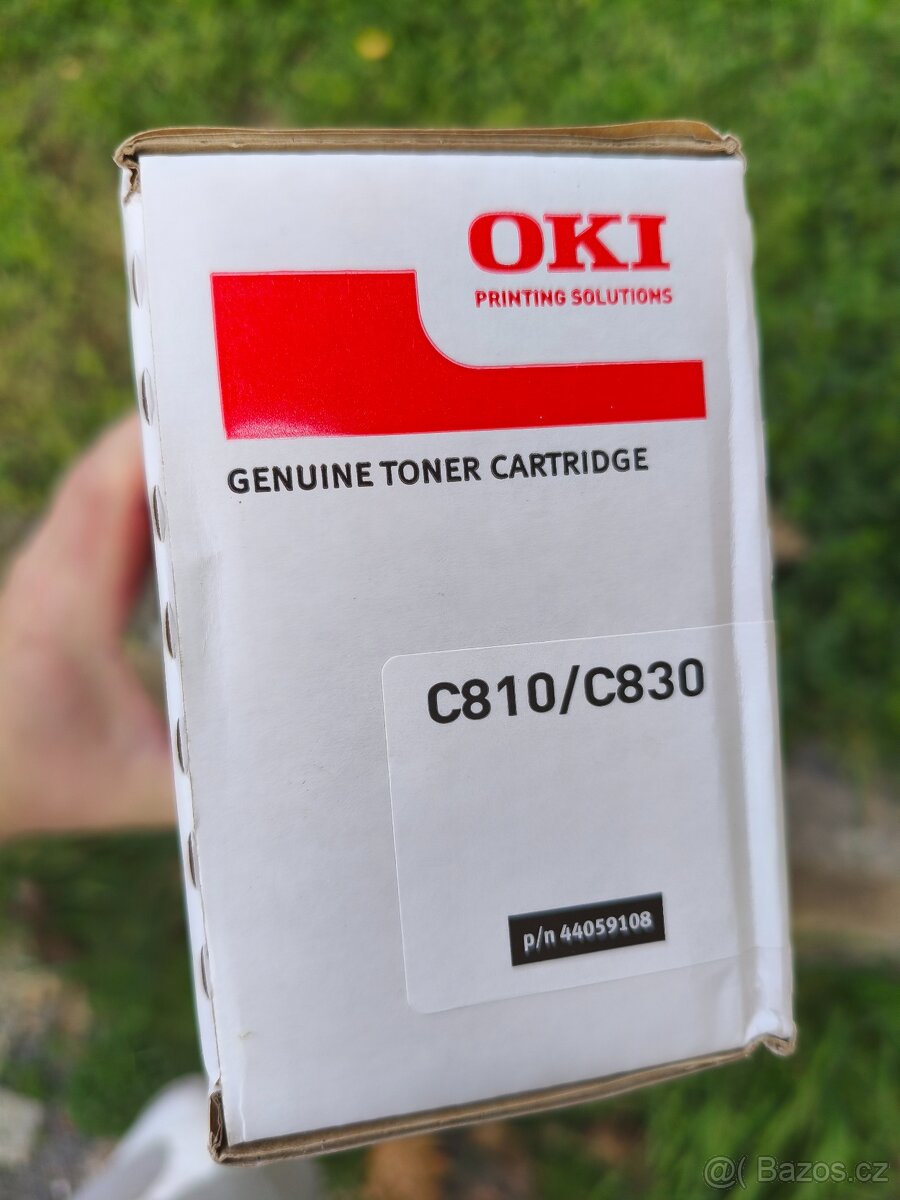 OKI
PRINTING SOLUTIONS
GENUINE TONER CARTRIDGE
C810/C830
p/n 44059108
@( Bazos.cz